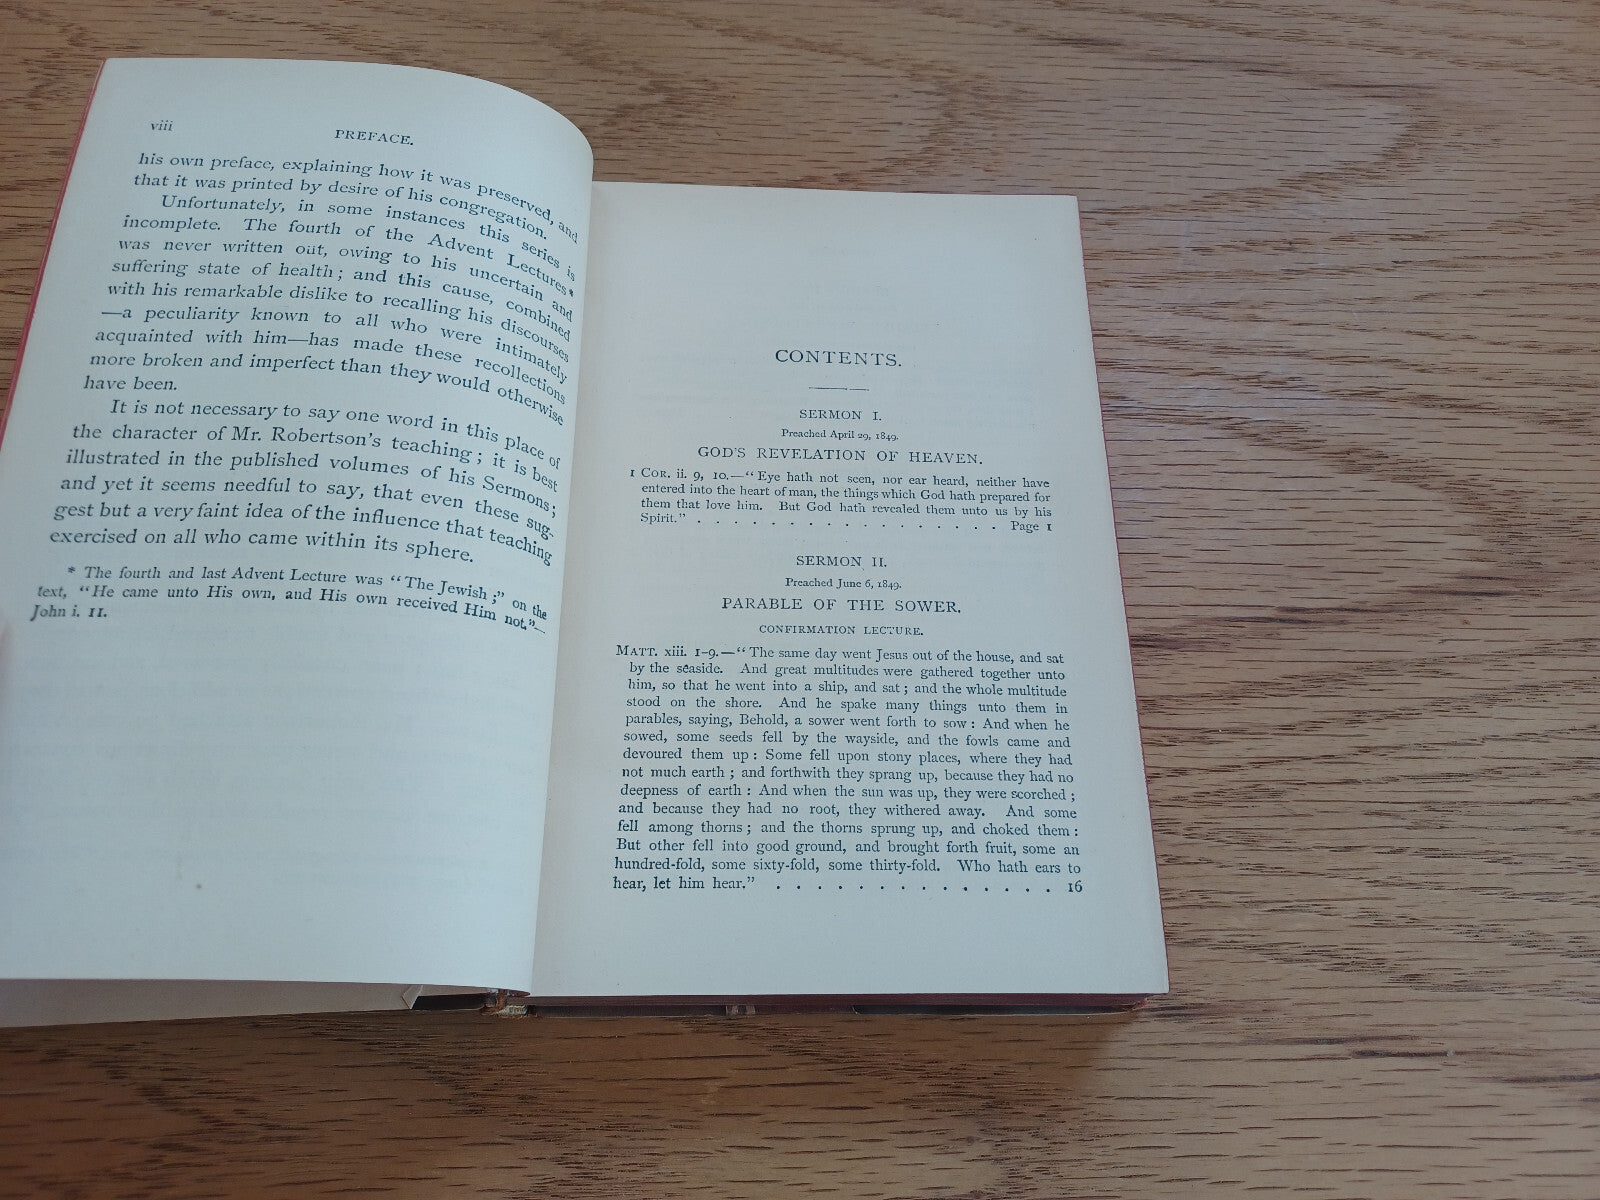 viii
PREFACE.
his own preface, explaining how it was preserved, and
that it was printed by desire of his congregation.
Unfortunately, in some instances this series is
incomplete. The fourth of the Advent Lectures*
was never written out, owing to his uncertain and
suffering state of health; and this cause, combined
with his remarkable dislike to recalling his discourses
—a peculiarity known to all who were intimately
acquainted with him—has made these recollections
more broken and imperfect than they would otherwise
have been.
It is not necessary to say one word in this place of
the character of Mr. Robertson's teaching; it is best
illustrated in the published volumes of his Sermons;
and yet it seems needful to say, that even these sug-
gest but a very faint idea of the influence that teaching
exercised on all who came within its sphere.
* The fourth and last Advent Lecture was "The Jewish;" on the
text, "He came unto His own, and His own received Him not,"—
John i. 11.
CONTENTS.
SERMON I.
Preached April 29, 1849.
GOD'S REVELATION OF HEAVEN.
1 COR. ii. 9, 10.—"Eye hath not seen, nor ear heard, neither have
entered into the heart of man, the things which God hath prepared for
them that love him. But God hath revealed them unto us by his
Spirit." . . . . . . . . . . . . . . . . Page 1
SERMON II.
Preached June 6, 1849.
PARABLE OF THE SOWER.
CONFIRMATION LECTURE.
MATT. xiii. 1-9.—"The same day went Jesus out of the house, and sat
by the seaside. And great multitudes were gathered together unto
him, so that he went into a ship, and sat; and the whole multitude
stood on the shore. And he spake many things unto them in
parables, saying, Behold, a sower went forth to sow: And when he
sowed, some seeds fell by the wayside, and the fowls came and
devoured them up: Some fell upon stony places, where they had
not much earth; and forthwith they sprang up, because they had no
deepness of earth: And when the sun was up, they were scorched;
and because they had no root, they withered away. And some
fell among thorns; and the thorns sprung up, and choked them:
But other fell into good ground, and brought forth fruit, some an
hundred-fold, some sixty-fold, some thirty-fold. Who hath ears to
hear, let him hear." . . . . . . . . . . . . . . 16